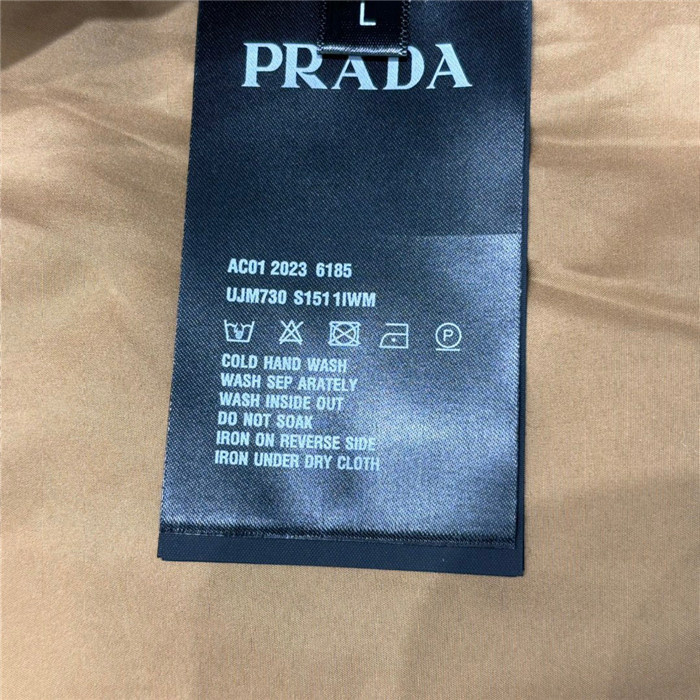 L
PRADA
AC01 2023 6185
UJM730 S1511IWM
P
COLD HAND WASH
WASH SEP ARATELY
WASH INSIDE OUT
DO NOT SOAK
IRON ON REVERSE SIDE
IRON UNDER DRY CLOTH